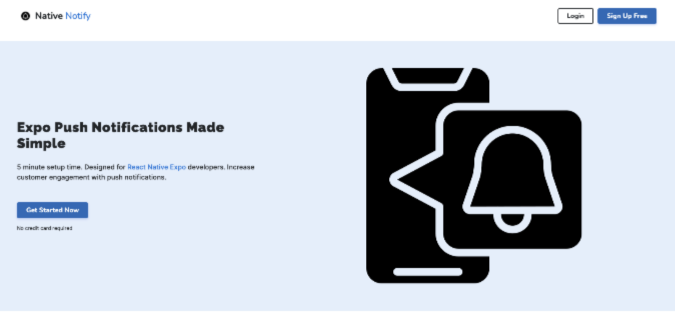 Native Notify
Login
Sign Up Free
Expo Push Notifications Made
Simple
5 minute setup time. Designed for React Native Expo developers. Increase
customer engagement with push notifications.
Get Started Now
No credit card required